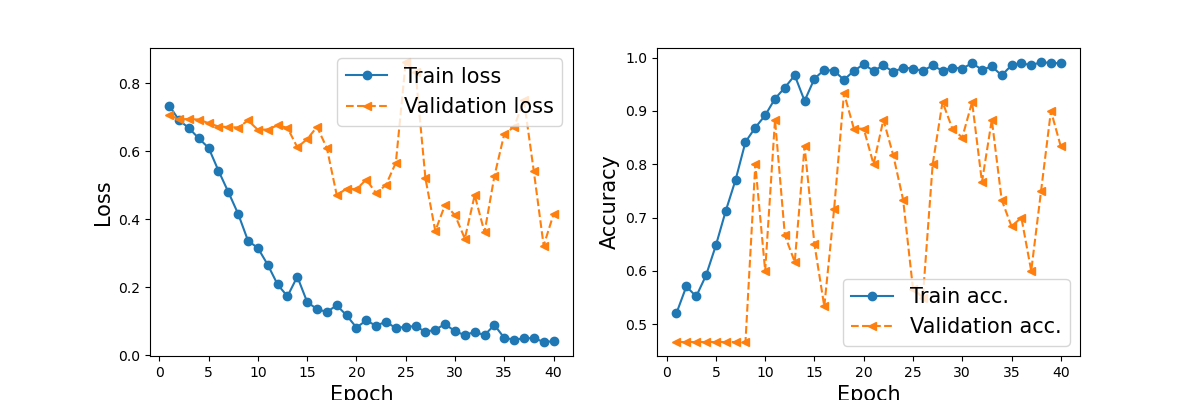 Train loss
Validation loss
Loss
0.8
0.6
0.4
0.2
0.0
0 5 10 15 20 25 30 35 40
Epoch
Train acc.
Validation acc.
Accuracy
1.0
0.9
0.8
0.7
0.6
0.5
0 5 10 15 20 25 30 35 40
Epoch